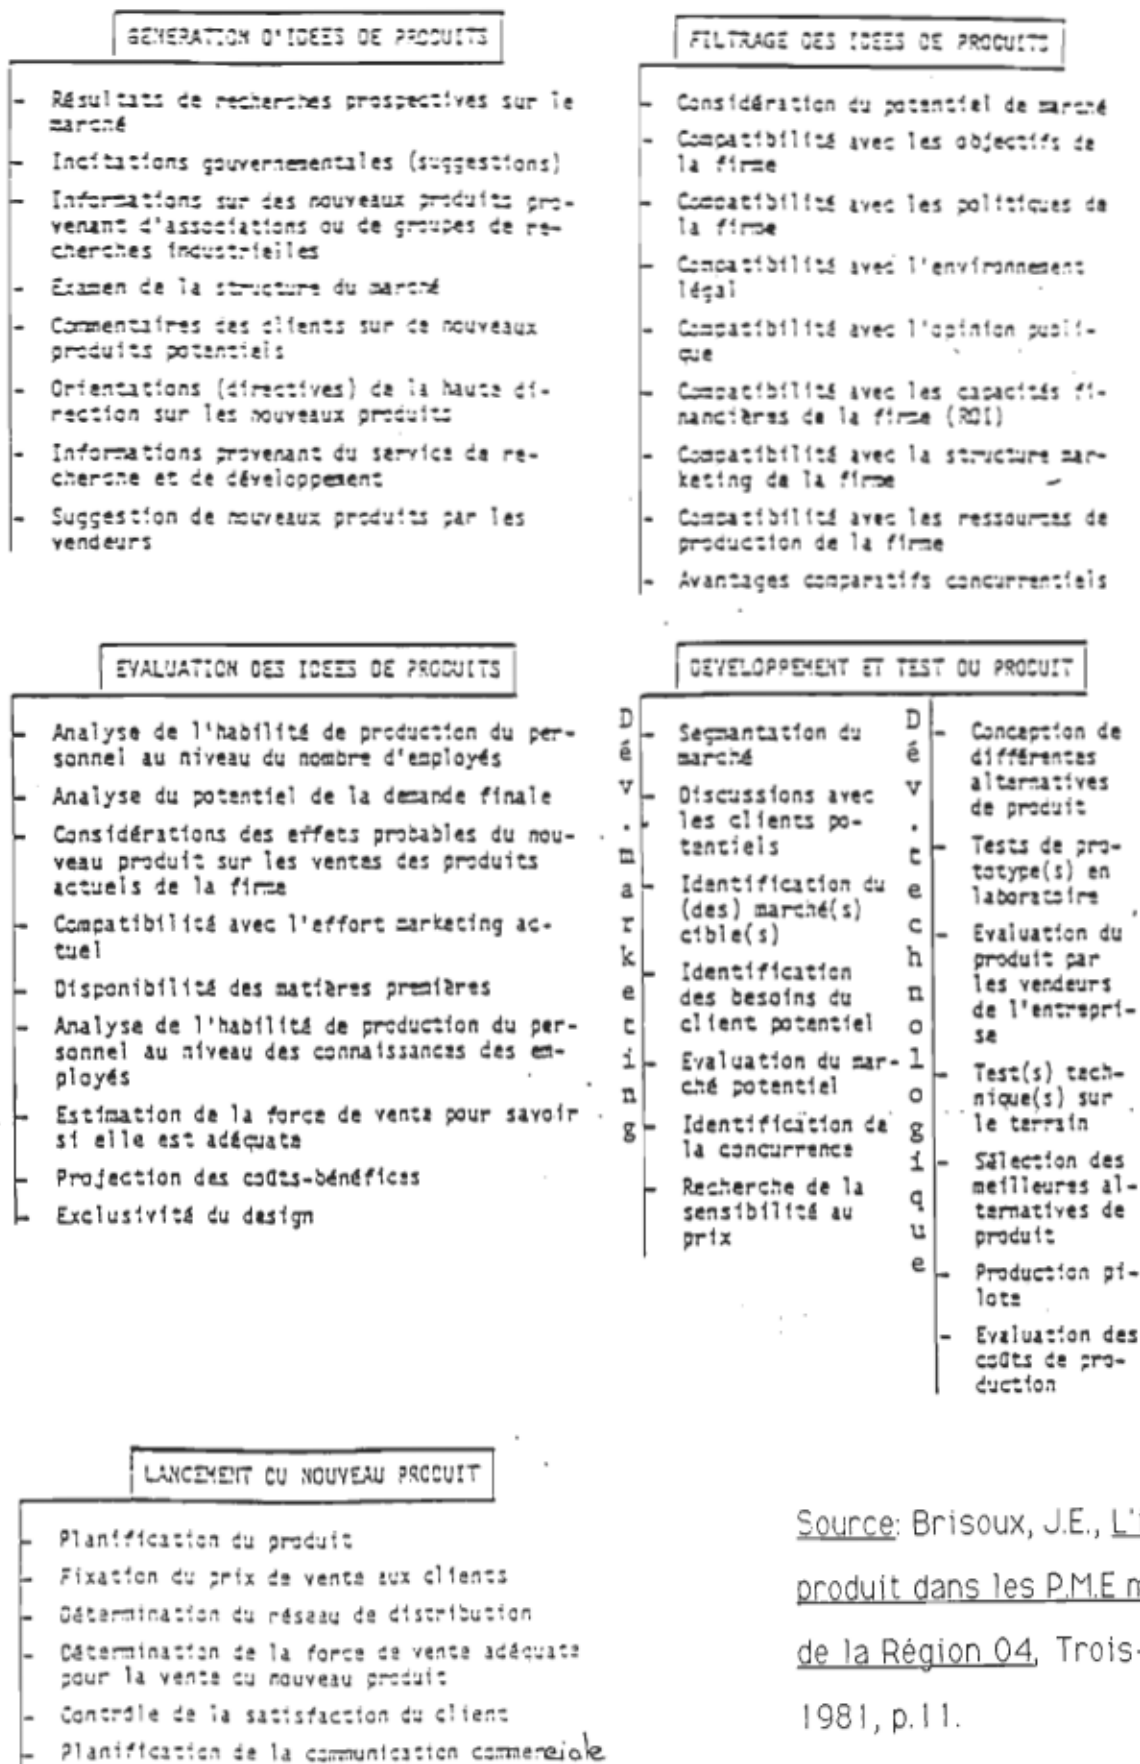 GENERATION D'IDEES DE PRODUITS
- Résultats de recherches prospectives sur le
marché
- Incitations gouvernementales (suggestions)
- Informations sur des nouveaux produits pro-
venant d'associations ou de groupes de re-
cherches industrielles
- Examen de la structure du marché
- Commentaires des clients sur de nouveaux
produits potentiels
- Orientations (directives) de la haute di-
rection sur les nouveaux produits
- Informations provenant du service de re-
cherche et de développement
- Suggestion de nouveaux produits par les
vendeurs
FILTRAGE DES IDEES DE PRODUITS
- Considération du potentiel de marché
- Compatibilité avec les objectifs de
la firme
- Compatibilité avec les politiques de
la firme
- Compatibilité avec l'environnement
légal
- Compatibilité avec l'opinion publi-
que
- Compatibilité avec les capacités fi-
nancières de la firme (ROI)
- Compatibilité avec la structure mar-
keting de la firme
- Compatibilité avec les ressources de
production de la firme
- Avantages comparatifs concurrentiels
EVALUATION DES IDEES DE PRODUITS
- Analyse de l'habilité de production du per-
sonnel au niveau du nombre d'employés
- Analyse du potentiel de la demande finale
- Considérations des effets probables du nou-
veau produit sur les ventes des produits
actuels de la firme
- Compatibilité avec l'effort marketing ac-
tuel
- Disponibilité des matières premières
- Analyse de l'habilité de production du per-
sonnel au niveau des connaissances des em-
ployés
- Estimation de la force de vente pour savoir
si elle est adéquate
- Projection des coûts-bénéfices
- Exclusivité du design
DEVELOPPEMENT ET TEST DU PRODUIT
Dév. marketing
- Segmantation du
marché
- Discussions avec
les clients po-
tentiels
- Identification du
(des) marché(s)
cible(s)
- Identification
des besoins du
client potentiel
- Evaluation du mar-
ché potentiel
- Identification de
la concurrence
- Recherche de la
sensibilité au
prix
Dév. technologique
- Conception de
différentes
alternatives
de produit
- Tests de pro-
totype(s) en
laboratoire
- Evaluation du
produit par
les vendeurs
de l'entrepri-
se
- Test(s) tech-
nique(s) sur
le terrain
- Sélection des
meilleures al-
ternatives de
produit
- Production pi-
lote
- Evaluation des
coûts de pro-
duction
LANCEMENT DU NOUVEAU PRODUIT
- Planification du produit
- Fixation du prix de vente aux clients
- Détermination du réseau de distribution
- Détermination de la force de vente adéquate
pour la vente du nouveau produit
- Contrôle de la satisfaction du client
- Planification de la communication commerciale
Source: Brisoux, J.E., L'i
produit dans les P.M.E m
de la Région 04, Trois-
1981, p.11.